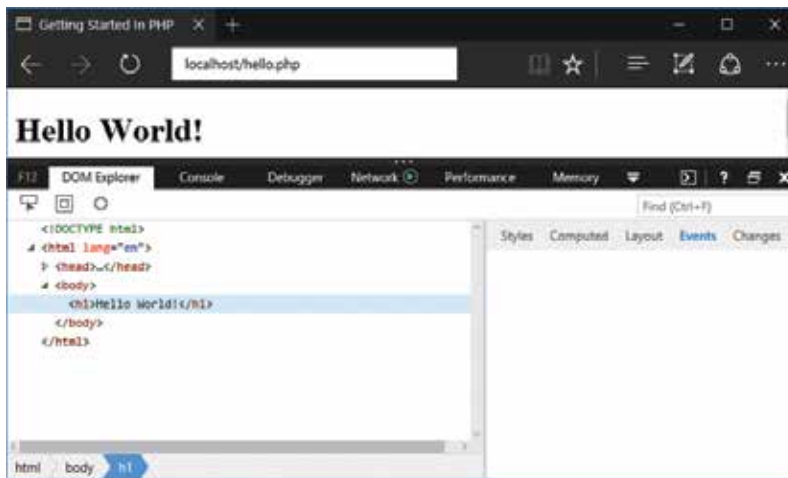 Getting Started In PHP
localhost/hello.php
Hello World!
F12 DOM Explorer Console Debugger Network Performance Memory ?
Find (Ctrl+F)
Styles Computed Layout Events Changes
<!DOCTYPE html>
<html lang="en">
<head>…</head>
<body>
<h1>Hello World!</h1>
</body>
</html>
html body h1